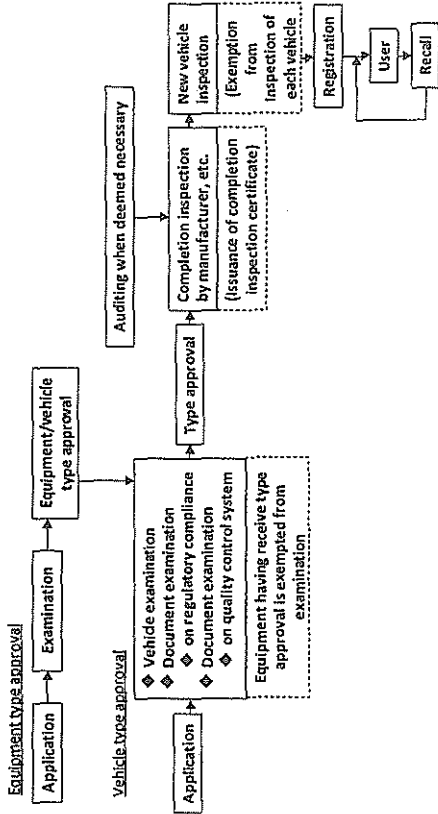 Equipment type approval
Application
Examination
Equipment/vehicle
type approval
Vehicle type approval
Application
Vehicle examination
Document examination
on regulatory compliance
Document examination
on quality control system
Equipment having receive type
approval is exempted from
examination
Type approval
Auditing when deemed necessary
Completion inspection
by manufacturer, etc.
(Issuance of completion
inspection certificate)
New vehicle
inspection
(Exemption
from
Inspection of
each vehicle
Registration
User
Recall